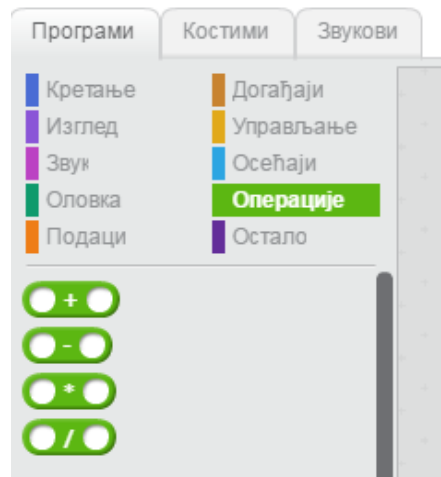 Програми Костими Звукови
Кретање Догађаји
Изглед Управљање
Звук Осећаји
Оловка Операције
Подаци Остало
+
-
*
/